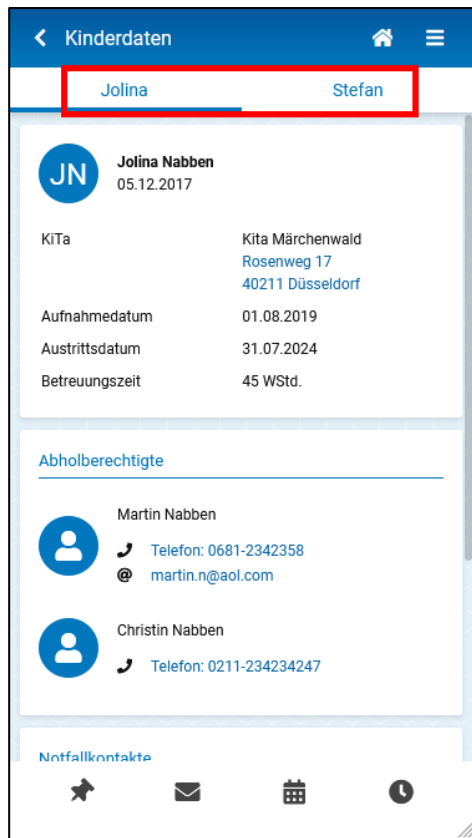 Kinderdaten
Jolina Stefan
JN
Jolina Nabben
05.12.2017
KiTa Kita Märchenwald
Rosenweg 17
40211 Düsseldorf
Aufnahmedatum 01.08.2019
Austrittsdatum 31.07.2024
Betreuungszeit 45 WStd.
Abholberechtigte
Martin Nabben
Telefon: 0681-2342358
@ martin.n@aol.com
Christin Nabben
Telefon: 0211-234234247
Notfallkontakte